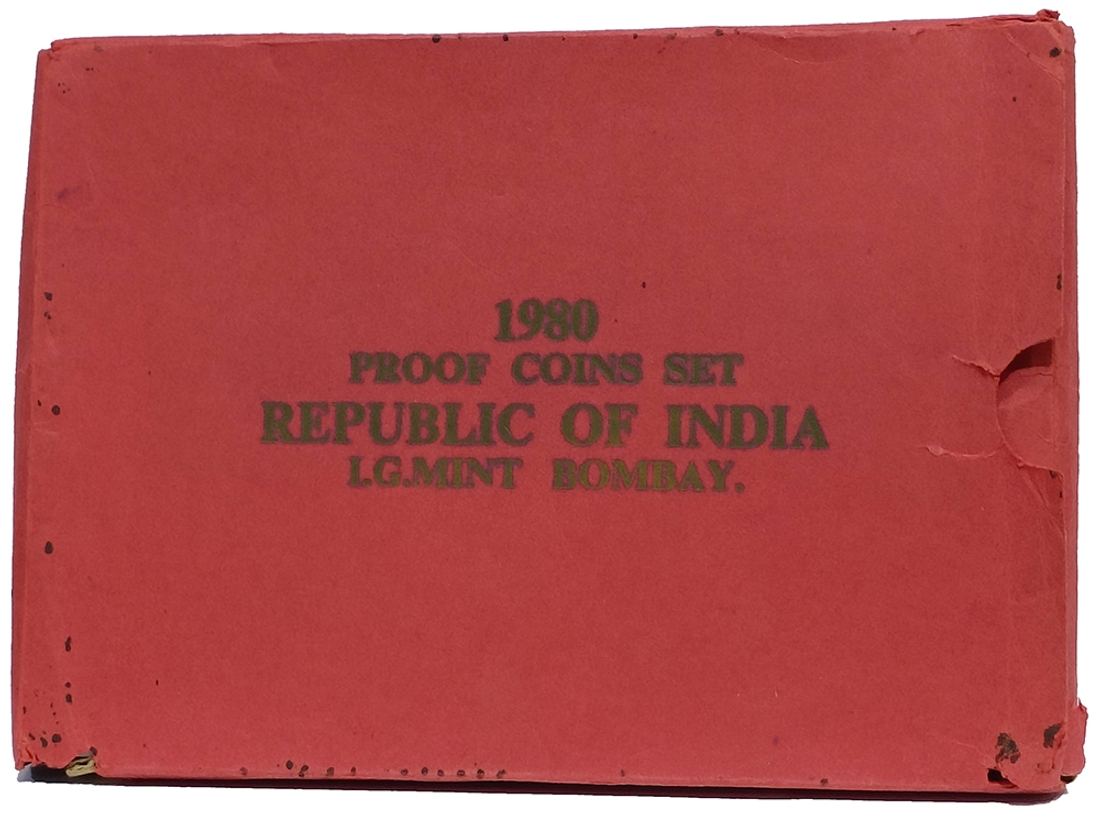 1980
PROOF COINS SET
REPUBLIC OF INDIA
I.G.MINT BOMBAY.